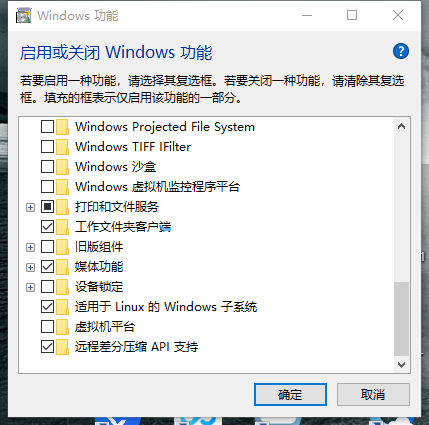 Windows 功能
启用或关闭 Windows 功能
若要启用一种功能，请选择其复选框。若要关闭一种功能，请清除其复选
框。填充的框表示仅启用该功能的一部分。
Windows Projected File System
Windows TIFF IFilter
Windows 沙盒
Windows 虚拟机监控程序平台
打印和文件服务
工作文件夹客户端
旧版组件
媒体功能
设备锁定
适用于 Linux 的 Windows 子系统
虚拟机平台
远程差分压缩 API 支持
确定
取消